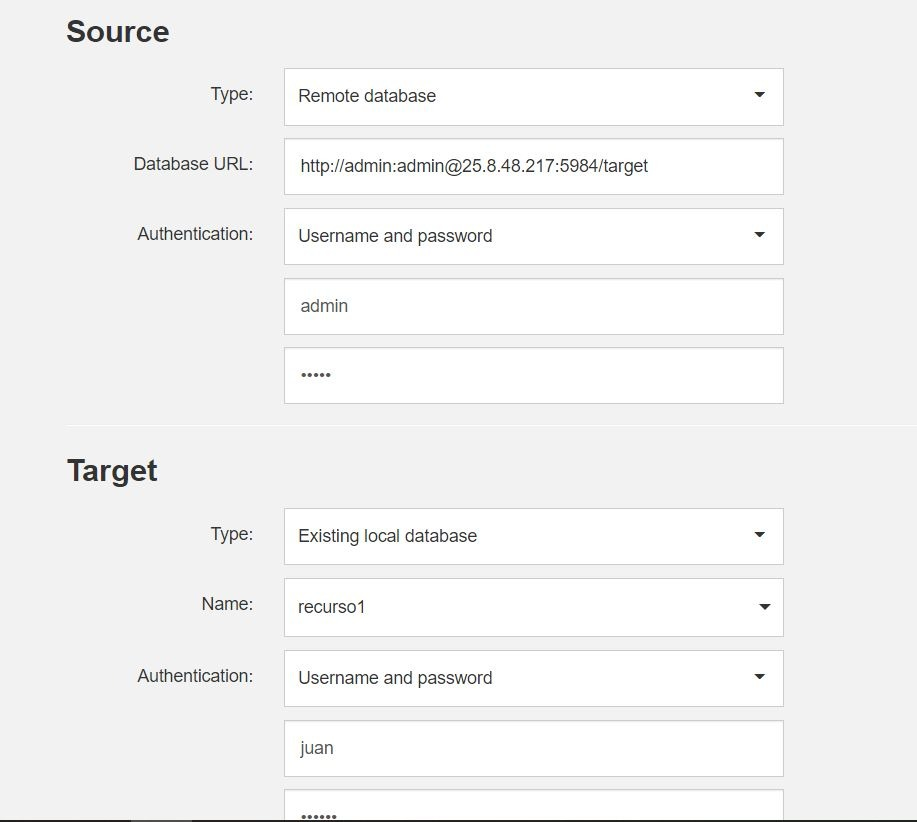 Source
Type:
Remote database
Database URL:
http://admin:admin@25.8.48.217:5984/target
Authentication:
Username and password
admin
•••••
Target
Type:
Existing local database
Name:
recurso1
Authentication:
Username and password
juan
••••••